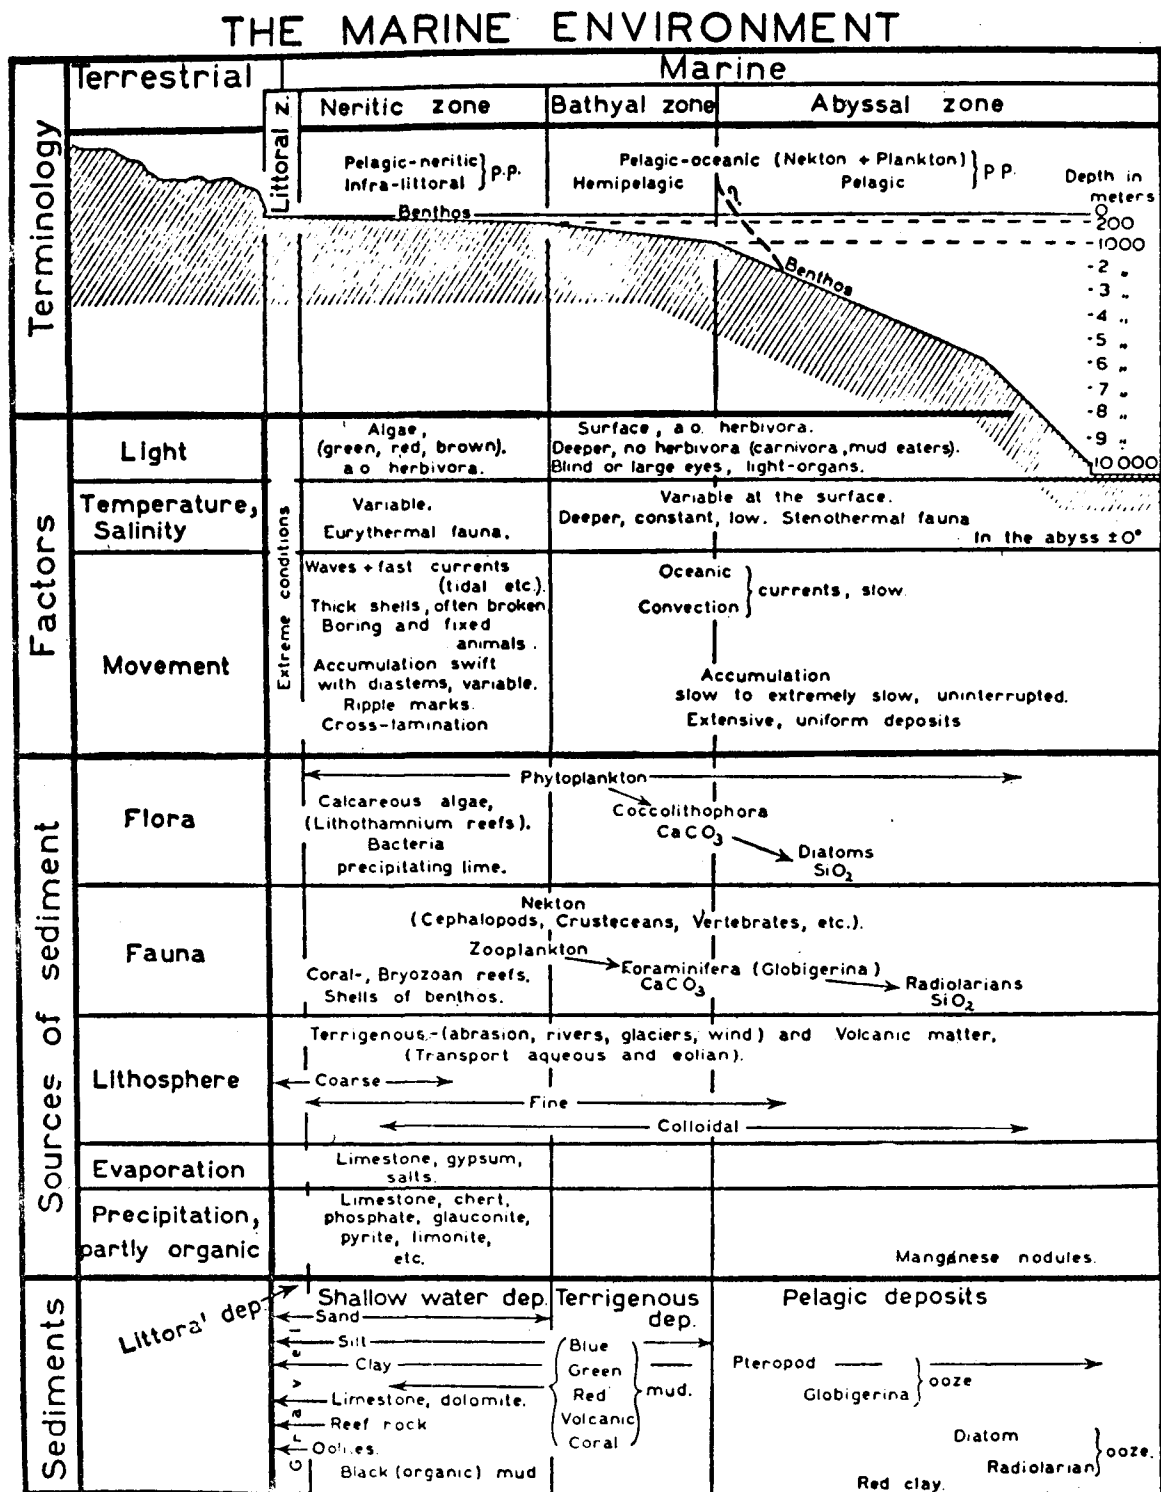 THE MARINE ENVIRONMENT
Terminology
Terrestrial
Marine
Littoral z.
Neritic zone
Bathyal zone
Abyssal zone
Pelagic-neritic
Infra-littoral
} p.p.
Pelagic-oceanic (Nekton + Plankton)
Hemipelagic
Pelagic
} p p.
Depth in
meters
Benthos
?
Benthos
0
200
-1000
-2 "
-3 "
-4 "
-5 "
-6 "
-7 "
-8 "
-9 "
10 000
Factors
Extreme conditions
Light
Algae,
(green, red, brown).
a.o. herbivora.
Surface, a.o. herbivora.
Deeper, no herbivora (carnivora, mud eaters).
Blind or large eyes, light-organs.
Temperature,
Salinity
Variable.
Eurythermal fauna.
Variable at the surface.
Deeper, constant, low. Stenothermal fauna
In the abyss ±0°
Movement
Waves + fast currents
(tidal etc.).
Thick shells, often broken
Boring and fixed
animals.
Accumulation swift
with diastems, variable.
Ripple marks.
Cross-lamination
Oceanic
Convection
} currents, slow.
Accumulation
slow to extremely slow, uninterrupted.
Extensive, uniform deposits
Sources of sediment
Flora
Phytoplankton
Calcareous algae,
(Lithothamnium reefs).
Bacteria
precipitating lime.
Coccolithophora
CaCO3
Diatoms
SiO2
Fauna
Nekton
(Cephalopods, Crusteceans, Vertebrates, etc.).
Zooplankton
Coral-, Bryozoan reefs.
Shells of benthos.
Foraminifera (Globigerina)
CaCO3
Radiolarians
SiO2
Lithosphere
Terrigenous-(abrasion, rivers, glaciers, wind) and Volcanic matter,
(Transport aqueous and eolian).
Coarse
Fine
Colloidal
Evaporation
Limestone, gypsum,
salts.
Precipitation,
partly organic
Limestone, chert,
phosphate, glauconite,
pyrite, limonite,
etc.
Manganese nodules.
Sediments
Littoral dep.
Gravel
Shallow water dep.
Sand
Silt
Clay
Limestone, dolomite.
Reef rock
Oolites.
Black (organic) mud
Terrigenous
dep.
Blue
Green
Red
Volcanic
Coral
mud.
Pelagic deposits
Pteropod
Globigerina
} ooze
Diatom
Radiolarian
} ooze.
Red clay.